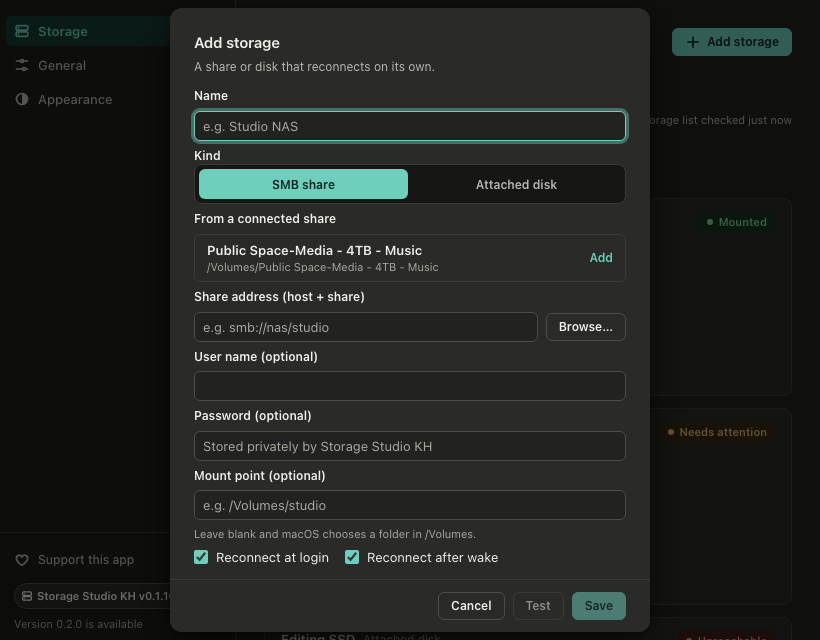 Storage
General
Appearance
Add storage
orage list checked just now
Mounted
Needs attention
Add storage
A share or disk that reconnects on its own.
Name
e.g. Studio NAS
Kind
SMB share
Attached disk
From a connected share
Public Space-Media - 4TB - Music
/Volumes/Public Space-Media - 4TB - Music
Add
Share address (host + share)
e.g. smb://nas/studio
Browse...
User name (optional)
Password (optional)
Stored privately by Storage Studio KH
Mount point (optional)
e.g. /Volumes/studio
Leave blank and macOS chooses a folder in /Volumes.
Reconnect at login
Reconnect after wake
Cancel
Test
Save
Support this app
Storage Studio KH
Version 0.2.0 is available
Editing SSD
Attached disk
Unreachable